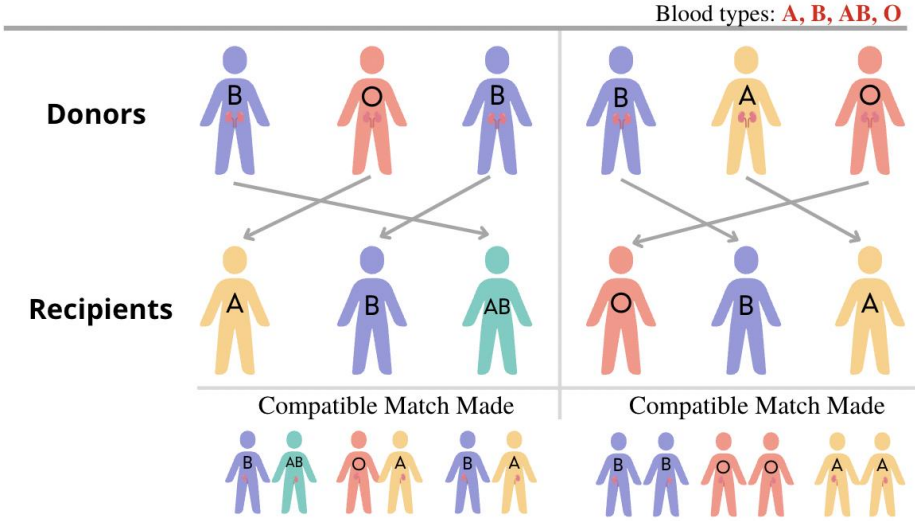 Blood types: A, B, AB, O
Donors
B O B B A O
Recipients
A B AB O B A
Compatible Match Made Compatible Match Made
B AB O A B A B B O O A A